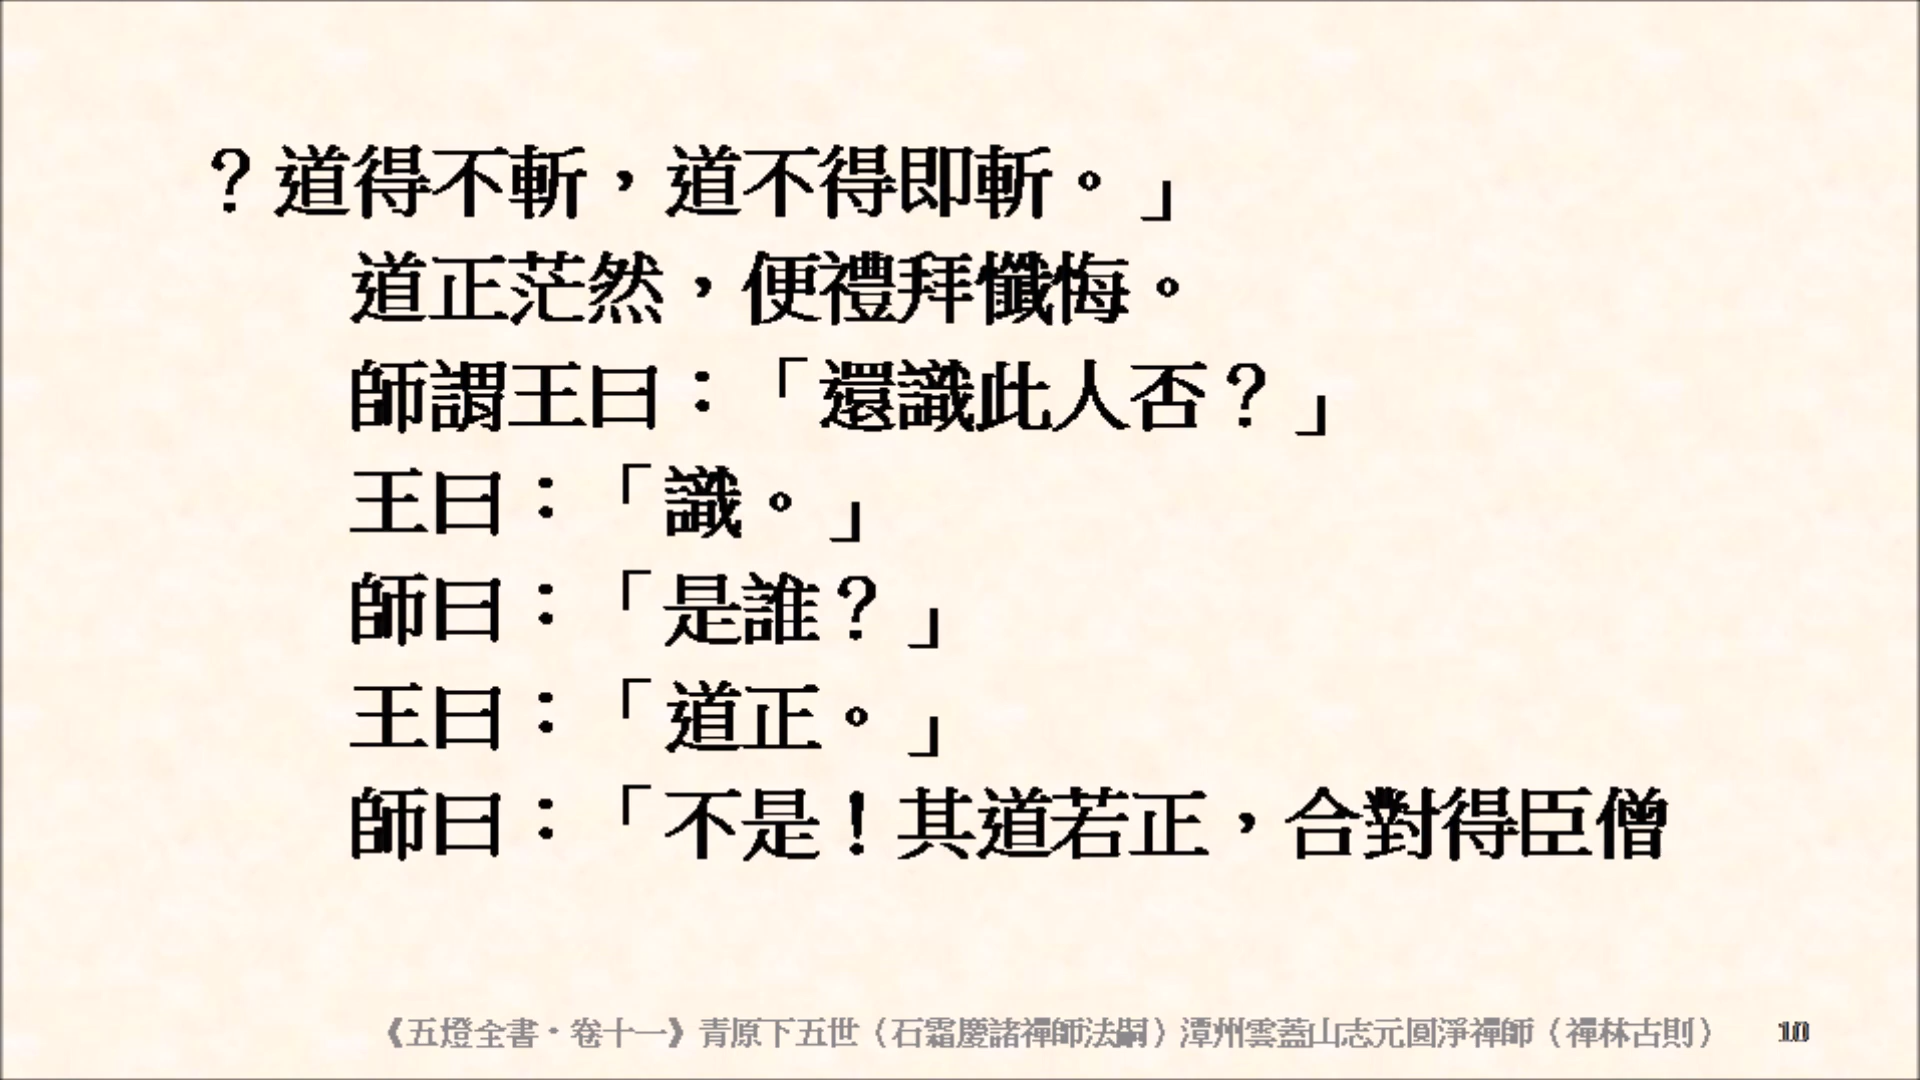 ？道得不斬，道不得即斬。」
道正茫然，便禮拜懺悔。
師謂王曰：「還識此人否？」
王曰：「識。」
師曰：「是誰？」
王曰：「道正。」
師曰：「不是！其道若正，合對得臣僧
《五燈全書‧卷十一》青原下五世（石霜慶諸禪師法嗣）潭州雲蓋山志元圓淨禪師（禪林古則）
10